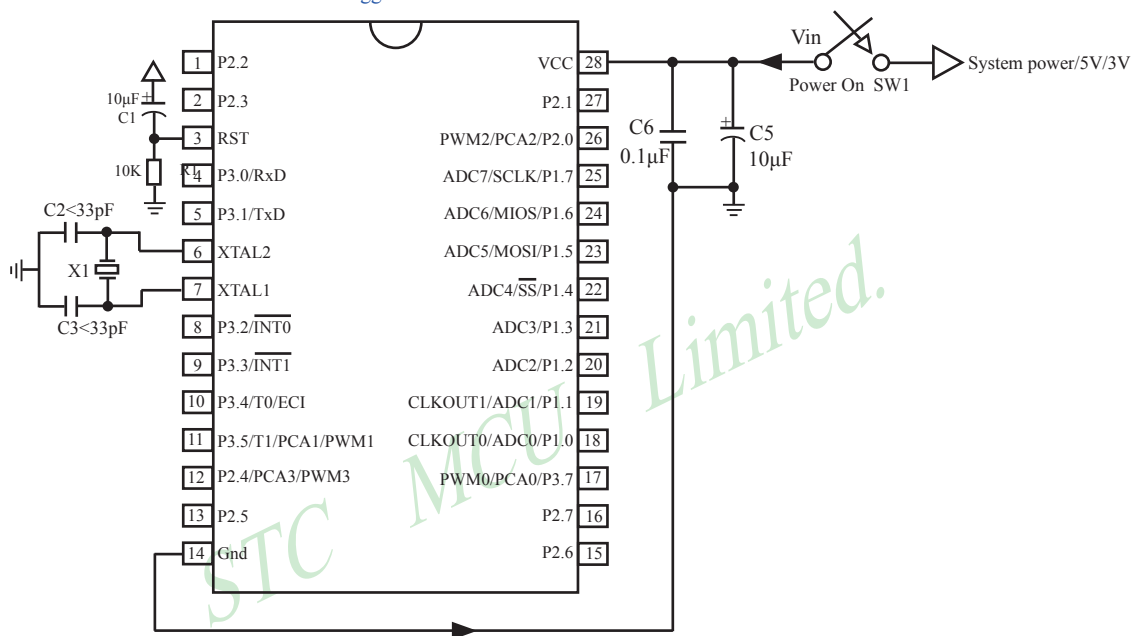 Vin
System power/5V/3V
Power On SW1
10μF+
C1
10K R1
C2<33pF
X1
C3<33pF
1 P2.2
2 P2.3
3 RST
4 P3.0/RxD
5 P3.1/TxD
6 XTAL2
7 XTAL1
8 P3.2/INT0
9 P3.3/INT1
10 P3.4/T0/ECI
11 P3.5/T1/PCA1/PWM1
12 P2.4/PCA3/PWM3
13 P2.5
14 Gnd
VCC 28
P2.1 27
PWM2/PCA2/P2.0 26
ADC7/SCLK/P1.7 25
ADC6/MIOS/P1.6 24
ADC5/MOSI/P1.5 23
ADC4/SS/P1.4 22
ADC3/P1.3 21
ADC2/P1.2 20
CLKOUT1/ADC1/P1.1 19
CLKOUT0/ADC0/P1.0 18
PWM0/PCA0/P3.7 17
P2.7 16
P2.6 15
C6
0.1μF
+
C5
10μF
STC MCU Limited.